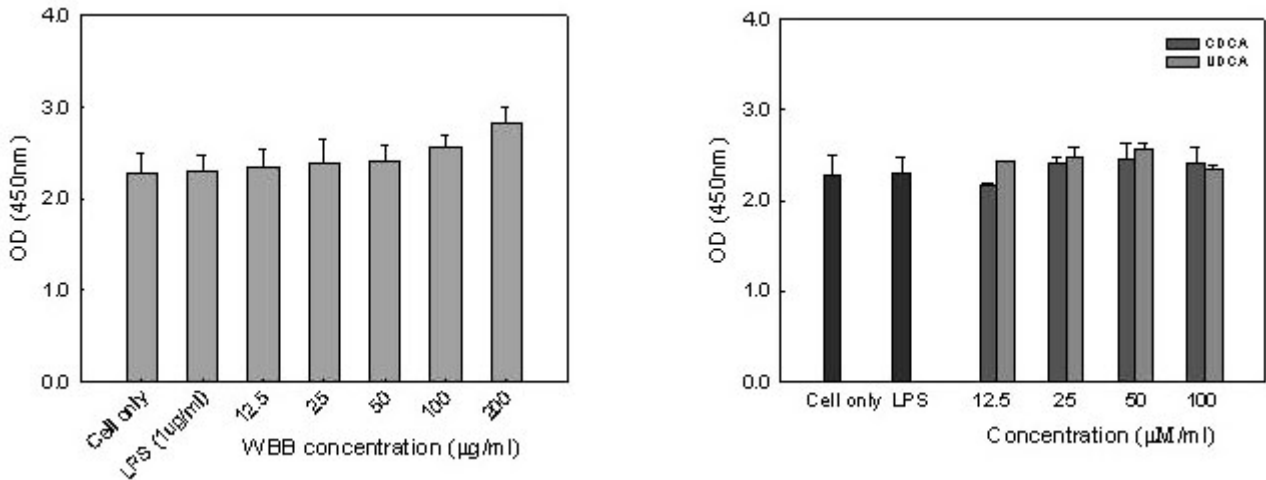 4.0
3.0
2.0
1.0
0.0
OD (450nm)
Cell only
LPS (1ug/ml)
12.5
25
50
100
200
WBB concentration (µg/ml)
4.0
3.0
2.0
1.0
0.0
OD (450nm)
CDCA
UDCA
Cell only LPS 12.5 25 50 100
Concentration (µM/ml)